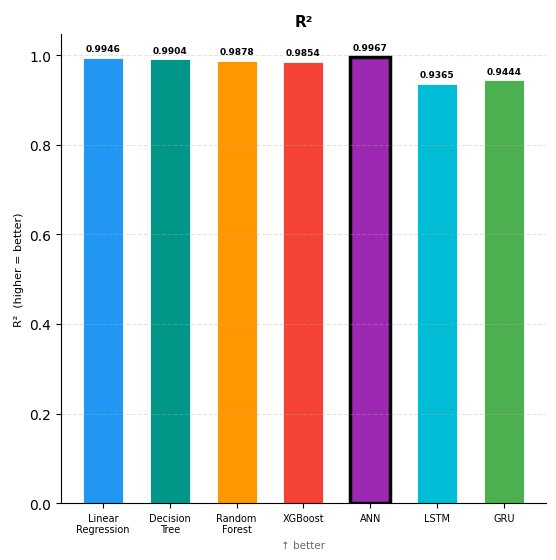 R²
0.9946
0.9904
0.9878
0.9854
0.9967
0.9365
0.9444
R² (higher = better)
1.0
0.8
0.6
0.4
0.2
0.0
Linear
Regression
Decision
Tree
Random
Forest
XGBoost
ANN
LSTM
GRU
↑ better